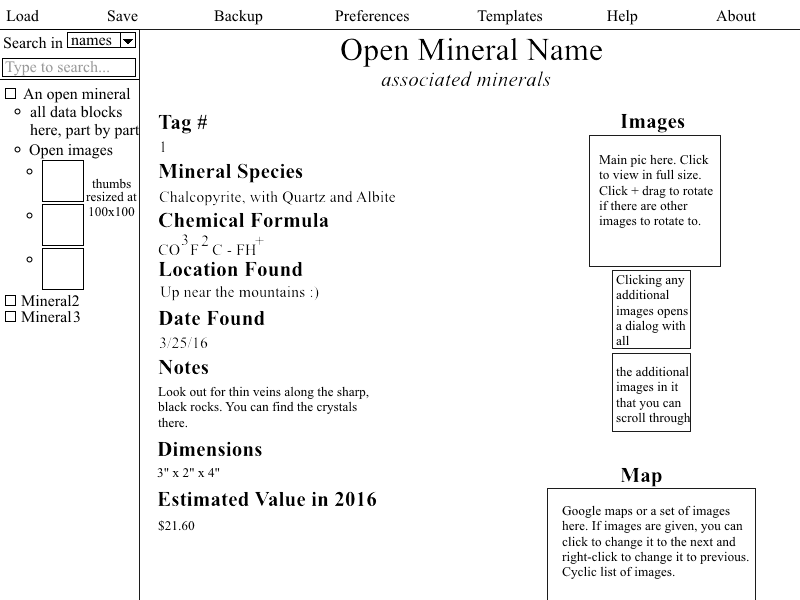 Load Save Backup Preferences Templates Help About
Search in names
Type to search...
An open mineral
all data blocks
here, part by part
Open images
thumbs
resized at
100x100
Mineral2
Mineral3
Open Mineral Name
associated minerals
Tag #
1
Mineral Species
Chalcopyrite, with Quartz and Albite
Chemical Formula
CO3F2C - FH+
Location Found
Up near the mountains :)
Date Found
3/25/16
Notes
Look out for thin veins along the sharp,
black rocks. You can find the crystals
there.
Dimensions
3" x 2" x 4"
Estimated Value in 2016
$21.60
Images
Main pic here. Click
to view in full size.
Click + drag to rotate
if there are other
images to rotate to.
Clicking any
additional
images opens
a dialog with
all
the additional
images in it
that you can
scroll through
Map
Google maps or a set of images
here. If images are given, you can
click to change it to the next and
right-click to change it to previous.
Cyclic list of images.